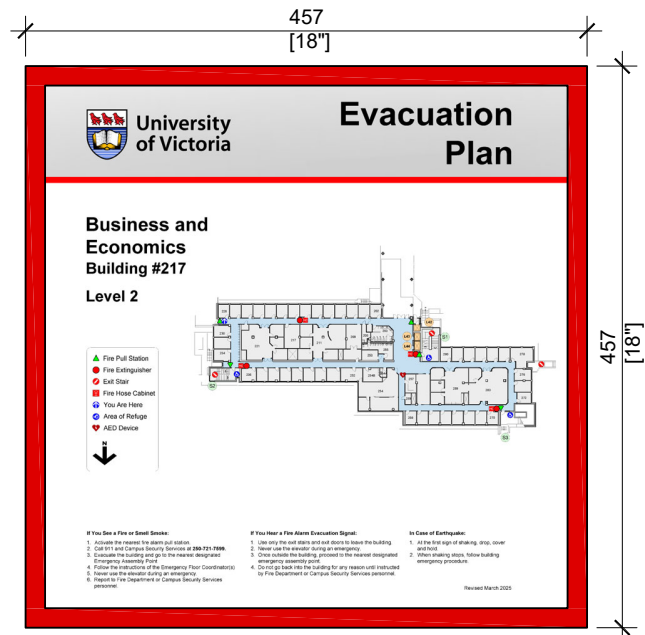 457
[18"]
University
of Victoria
Evacuation
Plan
Business and
Economics
Building #217
Level 2
Fire Pull Station
Fire Extinguisher
Exit Stair
Fire Hose Cabinet
You Are Here
Area of Refuge
AED Device
N
S1
S2
S3
457
[18"]
If You See a Fire or Smell Smoke:
1. Activate the nearest fire alarm pull station.
2. Call 911 and Campus Security Services at 250-721-7599.
3. Evacuate the building and go to the nearest designated
Emergency Assembly Point
4. Follow the instructions of the Emergency Floor Coordinator(s)
5. Never use the elevator during an emergency.
6. Report to Fire Department or Campus Security Services
personnel.
If You Hear a Fire Alarm Evacuation Signal:
1. Use only the exit stairs and exit doors to leave the building.
2. Never use the elevator during an emergency.
3. Once outside the building, proceed to the nearest designated
emergency assembly point.
4. Do not go back into the building for any reason until instructed
by Fire Department or Campus Security Services personnel.
In Case of Earthquake:
1. At the first sign of shaking, drop, cover
and hold.
2. When shaking stops, follow building
emergency procedure.
Revised March 2025